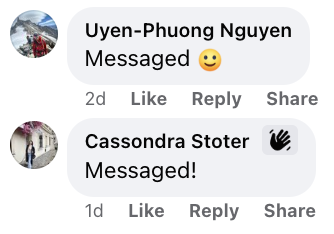 Uyen-Phuong Nguyen
Messaged 🙂
2d Like Reply Share
Cassondra Stoter
Messaged!
1d Like Reply Share